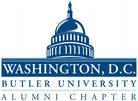 WASHINGTON, D.C.
BUTLER UNIVERSITY
ALUMNI CHAPTER